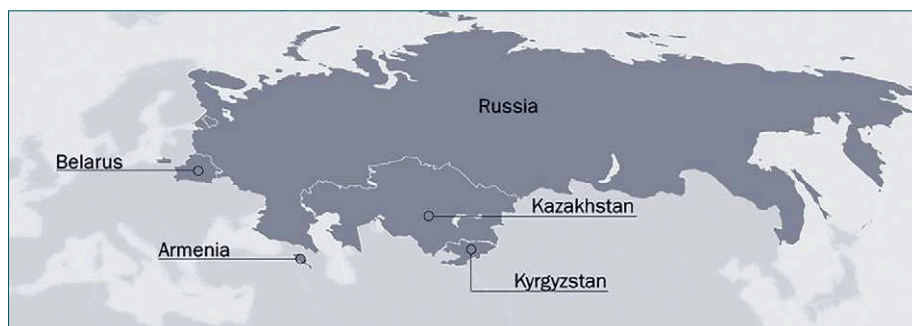 Russia
Belarus
Kazakhstan
Armenia
Kyrgyzstan